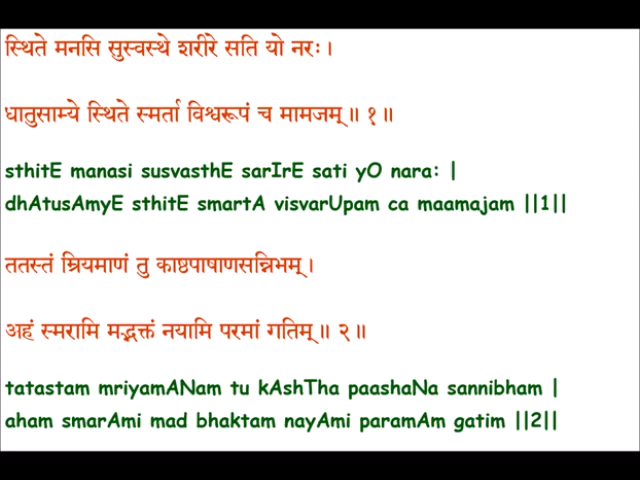 स्थिते मनसि सुस्वस्थे शरीरे सति यो नरः ।
धातुसाम्ये स्थिते स्मर्ता विश्वरूपं च मामजम् ॥ १ ॥
sthitE manasi susvasthE sarIrE sati yO nara: |
dhAtusAmyE sthitE smartA visvarUpam ca maamajam ||1||
ततस्तं म्रियमाणं तु काष्ठपाषाणसन्निभम् ।
अहं स्मरामि मद्भक्तं नयामि परमां गतिम् ॥ २ ॥
tatastam mriyamANam tu kAshTha paashaNa sannibham |
aham smarAmi mad bhaktam nayAmi paramAm gatim ||2||